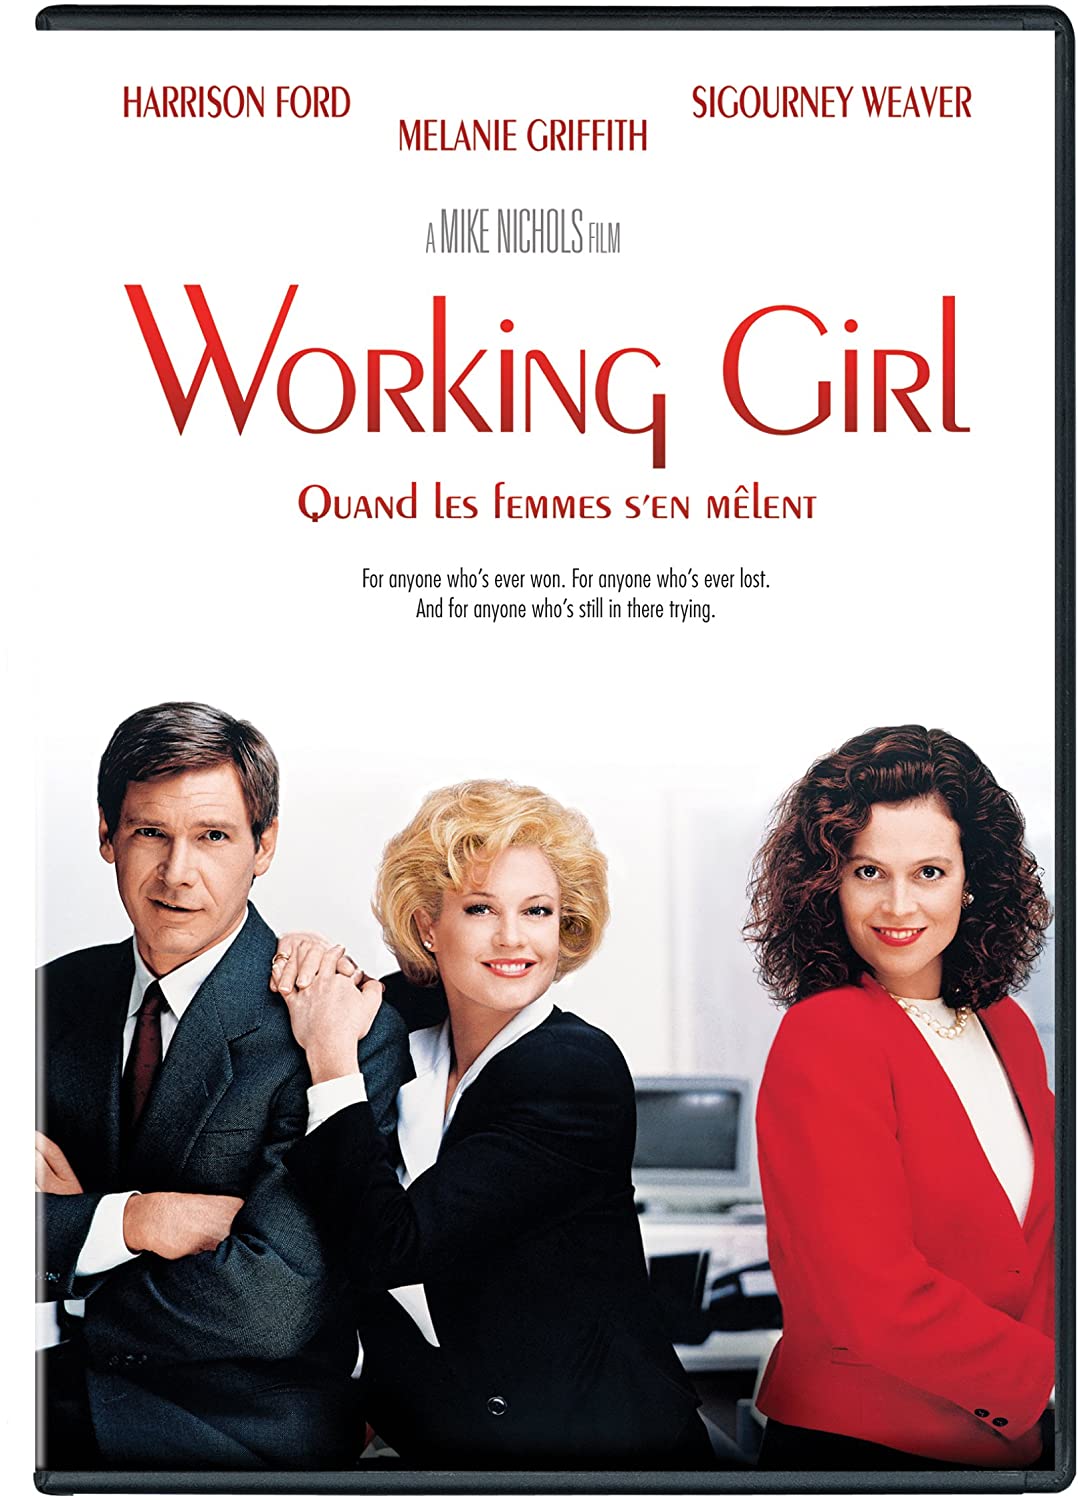 HARRISON FORD
MELANIE GRIFFITH
SIGOURNEY WEAVER
A MIKE NICHOLS FILM
WORKING GIRL
QUAND LES FEMMES S'EN MÊLENT
For anyone who's ever won. For anyone who's ever lost.
And for anyone who's still in there trying.